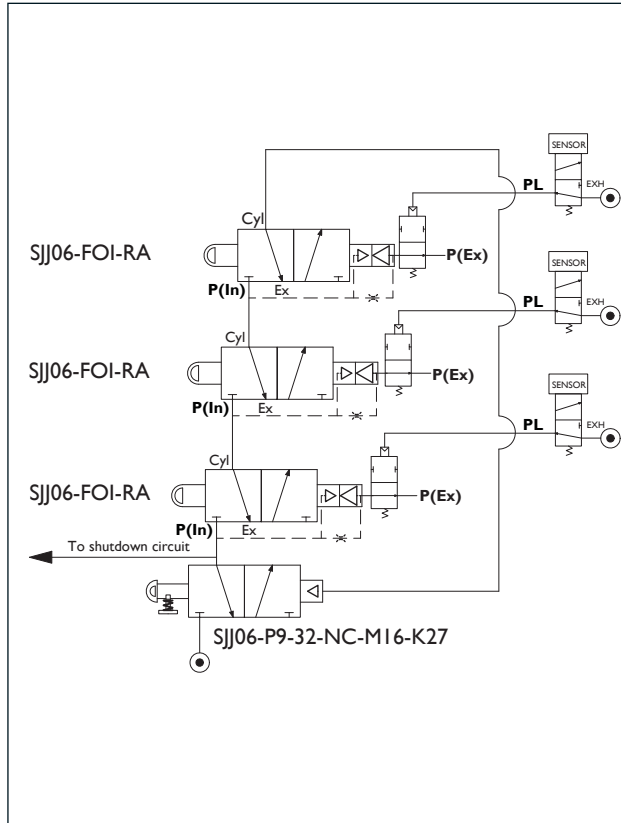 SENSOR
PL
EXH
Cyl
SJJ06-FOI-RA
P(Ex)
P(In)
Ex
SENSOR
PL
EXH
Cyl
SJJ06-FOI-RA
P(Ex)
P(In)
Ex
SENSOR
PL
EXH
Cyl
SJJ06-FOI-RA
P(Ex)
P(In)
Ex
To shutdown circuit
SJJ06-P9-32-NC-M16-K27